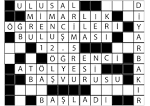 ULUSAL
MİMARLIK
ÖĞRENCİLERİ
BULUŞMASI
12.5
ÖĞRENCİ
ATÖLYESİ
BAŞVURUSU
BAŞLADI